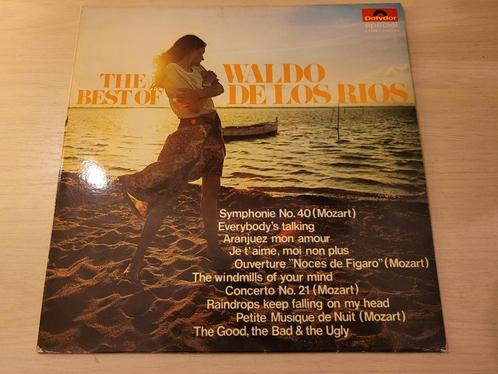 Polydor
special
THE BEST OF
WALDO DE LOS RIOS
Symphonie No. 40 (Mozart)
Everybody's talking
Aranjuez mon amour
Je t'aime, moi non plus
Ouverture "Noces de Figaro" (Mozart)
The windmills of your mind
Concerto No. 21 (Mozart)
Raindrops keep falling on my head
Petite Musique de Nuit (Mozart)
The Good, the Bad & the Ugly